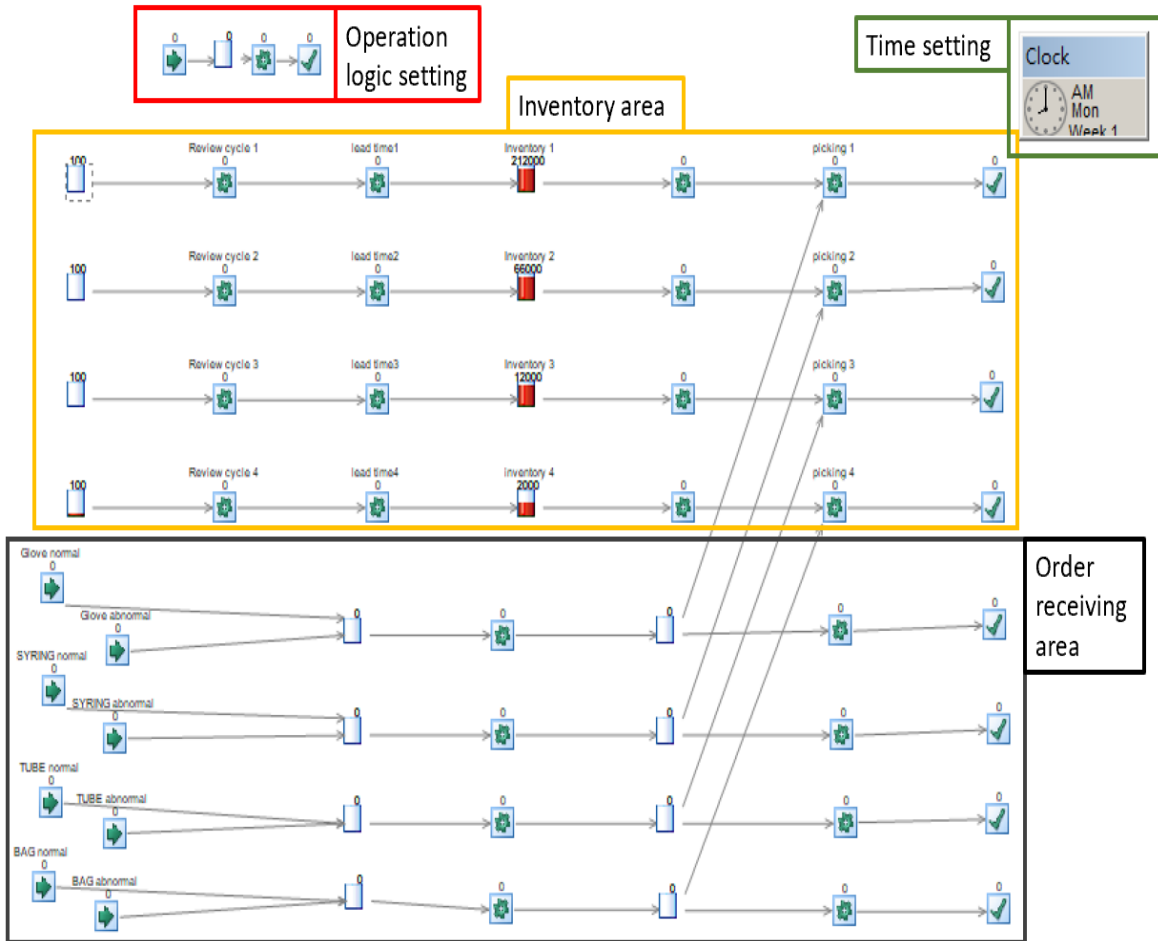 0 0 0 0
Operation
logic setting
Time setting
Clock
AM
Mon
Week 1
Inventory area
Review cycle 1 lead time1 Inventory 1 picking 1
100 0 0 212000 0 0 0
Review cycle 2 lead time2 Inventory 2 picking 2
100 0 0 66000 0 0 0
Review cycle 3 lead time3 Inventory 3 picking 3
100 0 0 12000 0 0 0
Review cycle 4 lead time4 inventory 4 picking 4
100 0 0 2000 0 0 0
Order
receiving
area
Glove normal
0
Glove abnormal
0 0 0 0 0 0
SYRING normal
0
SYRING abnormal
0 0 0 0 0 0
TUBE normal
0
TUBE abnormal
0 0 0 0 0 0
BAG normal
0
BAG abnormal
0 0 0 0 0 0